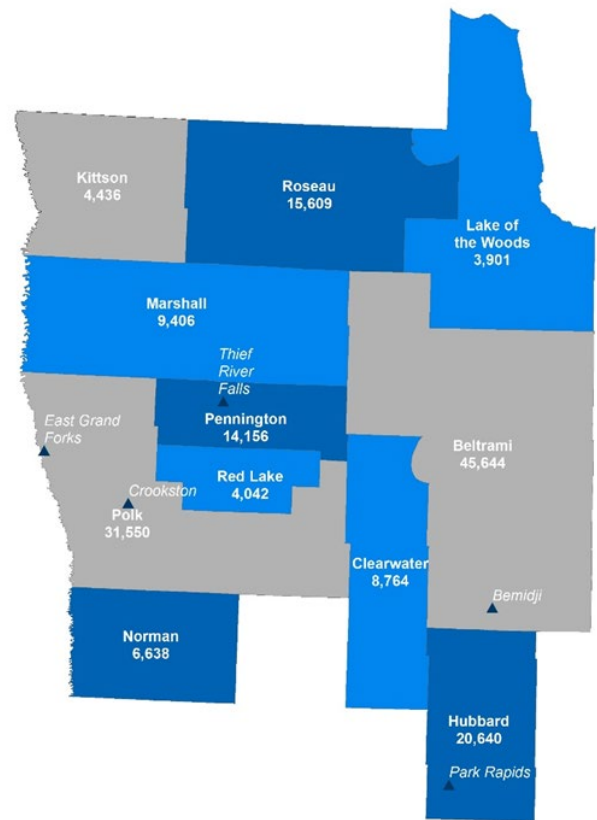 Kittson
4,436
Roseau
15,609
Lake of
the Woods
3,901
Marshall
9,406
Thief
River
Falls
Pennington
14,156
East Grand
Forks
Red Lake
4,042
Beltrami
45,644
Crookston
Polk
31,550
Clearwater
8,764
Bemidji
Norman
6,638
Hubbard
20,640
Park Rapids